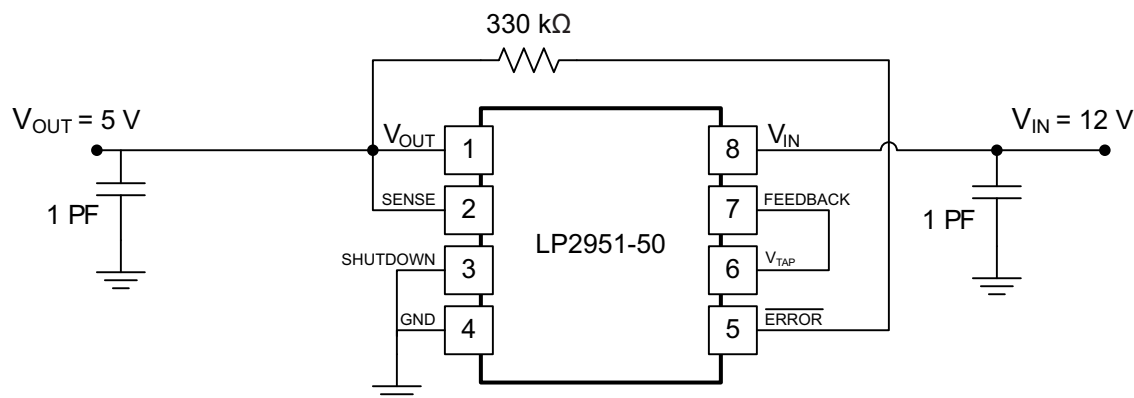 330 kΩ
VOUT = 5 V
VIN = 12 V
VOUT
1
8
VIN
1 PF
SENSE
2
7
FEEDBACK
1 PF
LP2951-50
SHUTDOWN
3
6
VTAP
GND
4
5
ERROR